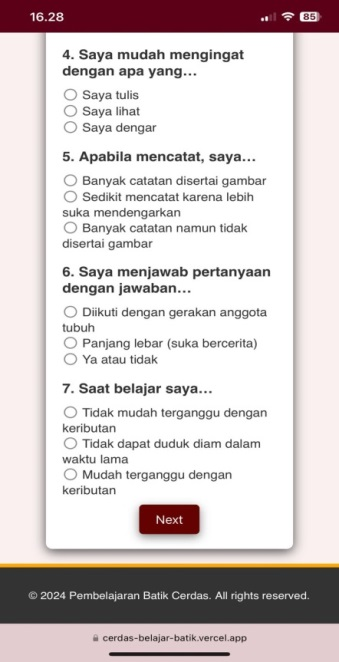 16.28
85
4. Saya mudah mengingat
dengan apa yang...
Saya tulis
Saya lihat
Saya dengar
5. Apabila mencatat, saya...
Banyak catatan disertai gambar
Sedikit mencatat karena lebih
suka mendengarkan
Banyak catatan namun tidak
disertai gambar
6. Saya menjawab pertanyaan
dengan jawaban...
Diikuti dengan gerakan anggota
tubuh
Panjang lebar (suka bercerita)
Ya atau tidak
7. Saat belajar saya...
Tidak mudah terganggu dengan
keributan
Tidak dapat duduk diam dalam
waktu lama
Mudah terganggu dengan
keributan
Next
© 2024 Pembelajaran Batik Cerdas. All rights reserved.
cerdas-belajar-batik.vercel.app